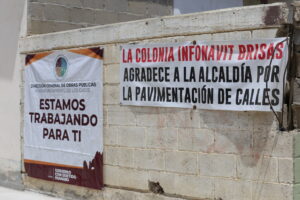 DIRECCIÓN GENERAL DE OBRAS PÚBLICAS
ESTAMOS
TRABAJANDO
PARA TI
LA COLONIA INFONAVIT BRISAS
AGRADECE A LA ALCALDÍA POR
LA PAVIMENTACIÓN DE CALLES